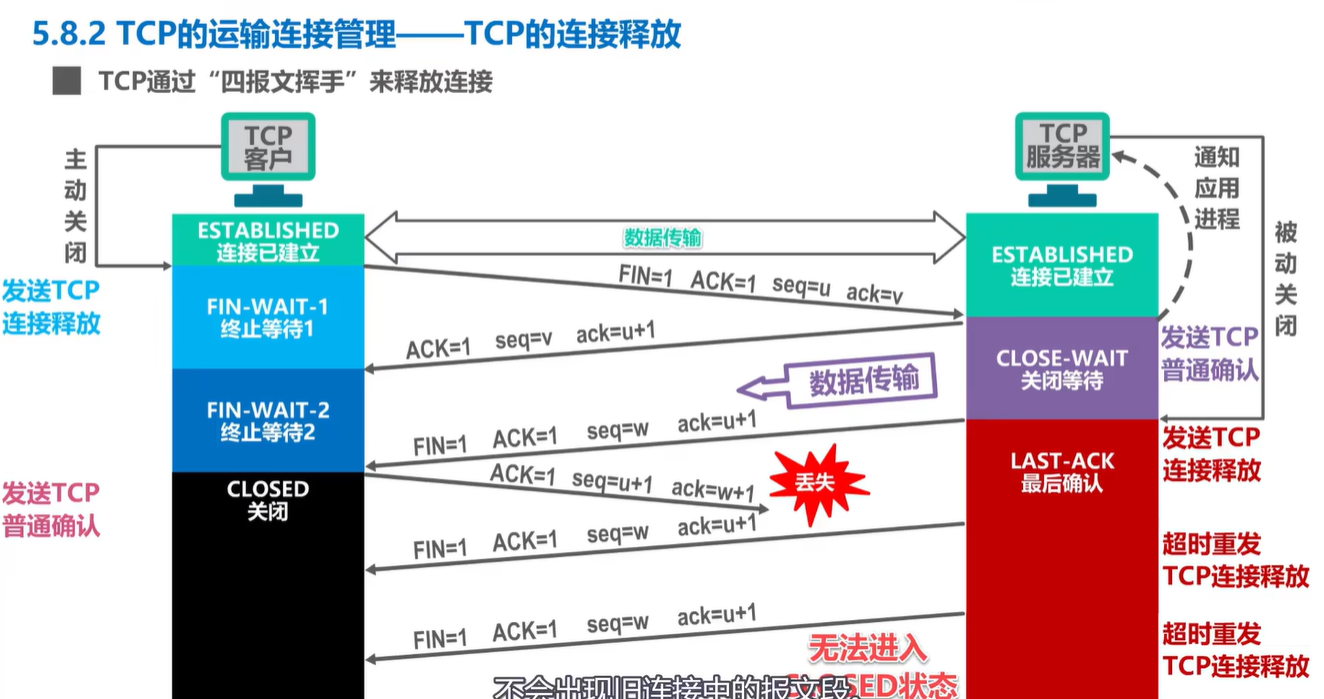 5.8.2 TCP的运输连接管理——TCP的连接释放
TCP通过“四报文挥手”来释放连接
TCP
客户
TCP
服务器
主动关闭
通知
应用
进程
被动关闭
ESTABLISHED
连接已建立
数据传输
ESTABLISHED
连接已建立
FIN=1 ACK=1 seq=u ack=v
发送TCP
连接释放
FIN-WAIT-1
终止等待1
ACK=1 seq=v ack=u+1
CLOSE-WAIT
关闭等待
发送TCP
普通确认
数据传输
FIN-WAIT-2
终止等待2
FIN=1 ACK=1 seq=w ack=u+1
LAST-ACK
最后确认
发送TCP
连接释放
CLOSED
关闭
发送TCP
普通确认
ACK=1 seq=u+1 ack=w+1
丢失
FIN=1 ACK=1 seq=w ack=u+1
超时重发
TCP连接释放
FIN=1 ACK=1 seq=w ack=u+1
超时重发
TCP连接释放
无法进入
CLOSED状态
不会出现旧连接中的报文段。